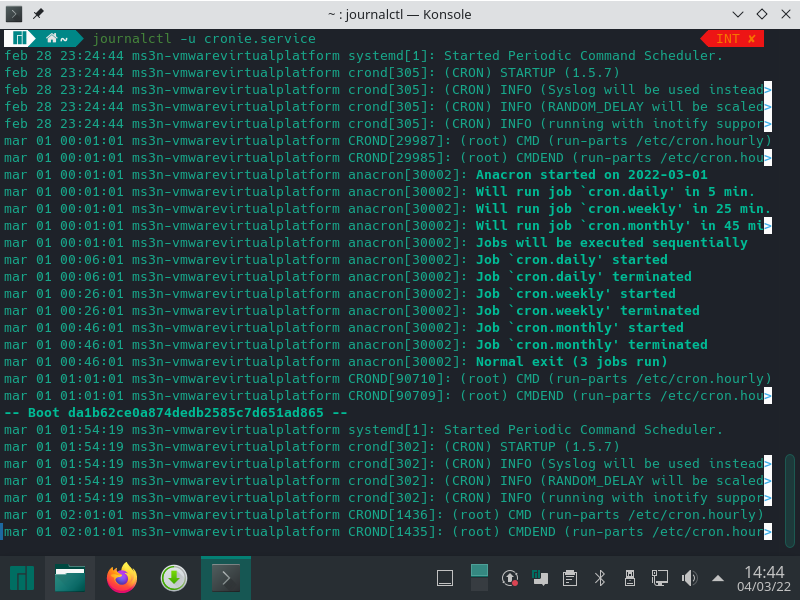 ~ : journalctl — Konsole
~ journalctl -u cronie.service INT ✘
feb 28 23:24:44 ms3n-vmwarevirtualplatform systemd[1]: Started Periodic Command Scheduler.
feb 28 23:24:44 ms3n-vmwarevirtualplatform crond[305]: (CRON) STARTUP (1.5.7)
feb 28 23:24:44 ms3n-vmwarevirtualplatform crond[305]: (CRON) INFO (Syslog will be used instead>
feb 28 23:24:44 ms3n-vmwarevirtualplatform crond[305]: (CRON) INFO (RANDOM_DELAY will be scaled>
feb 28 23:24:44 ms3n-vmwarevirtualplatform crond[305]: (CRON) INFO (running with inotify suppor>
mar 01 00:01:01 ms3n-vmwarevirtualplatform CROND[29987]: (root) CMD (run-parts /etc/cron.hourly)
mar 01 00:01:01 ms3n-vmwarevirtualplatform CROND[29985]: (root) CMDEND (run-parts /etc/cron.hou>
mar 01 00:01:01 ms3n-vmwarevirtualplatform anacron[30002]: Anacron started on 2022-03-01
mar 01 00:01:01 ms3n-vmwarevirtualplatform anacron[30002]: Will run job `cron.daily' in 5 min.
mar 01 00:01:01 ms3n-vmwarevirtualplatform anacron[30002]: Will run job `cron.weekly' in 25 min.
mar 01 00:01:01 ms3n-vmwarevirtualplatform anacron[30002]: Will run job `cron.monthly' in 45 mi>
mar 01 00:01:01 ms3n-vmwarevirtualplatform anacron[30002]: Jobs will be executed sequentially
mar 01 00:06:01 ms3n-vmwarevirtualplatform anacron[30002]: Job `cron.daily' started
mar 01 00:06:01 ms3n-vmwarevirtualplatform anacron[30002]: Job `cron.daily' terminated
mar 01 00:26:01 ms3n-vmwarevirtualplatform anacron[30002]: Job `cron.weekly' started
mar 01 00:26:01 ms3n-vmwarevirtualplatform anacron[30002]: Job `cron.weekly' terminated
mar 01 00:46:01 ms3n-vmwarevirtualplatform anacron[30002]: Job `cron.monthly' started
mar 01 00:46:01 ms3n-vmwarevirtualplatform anacron[30002]: Job `cron.monthly' terminated
mar 01 00:46:01 ms3n-vmwarevirtualplatform anacron[30002]: Normal exit (3 jobs run)
mar 01 01:01:01 ms3n-vmwarevirtualplatform CROND[90710]: (root) CMD (run-parts /etc/cron.hourly)
mar 01 01:01:01 ms3n-vmwarevirtualplatform CROND[90709]: (root) CMDEND (run-parts /etc/cron.hou>
-- Boot da1b62ce0a874dedb2585c7d651ad865 --
mar 01 01:54:19 ms3n-vmwarevirtualplatform systemd[1]: Started Periodic Command Scheduler.
mar 01 01:54:19 ms3n-vmwarevirtualplatform crond[302]: (CRON) STARTUP (1.5.7)
mar 01 01:54:19 ms3n-vmwarevirtualplatform crond[302]: (CRON) INFO (Syslog will be used instead>
mar 01 01:54:19 ms3n-vmwarevirtualplatform crond[302]: (CRON) INFO (RANDOM_DELAY will be scaled>
mar 01 01:54:19 ms3n-vmwarevirtualplatform crond[302]: (CRON) INFO (running with inotify suppor>
mar 01 02:01:01 ms3n-vmwarevirtualplatform CROND[1436]: (root) CMD (run-parts /etc/cron.hourly)
mar 01 02:01:01 ms3n-vmwarevirtualplatform CROND[1435]: (root) CMDEND (run-parts /etc/cron.hour>
14:44
04/03/22